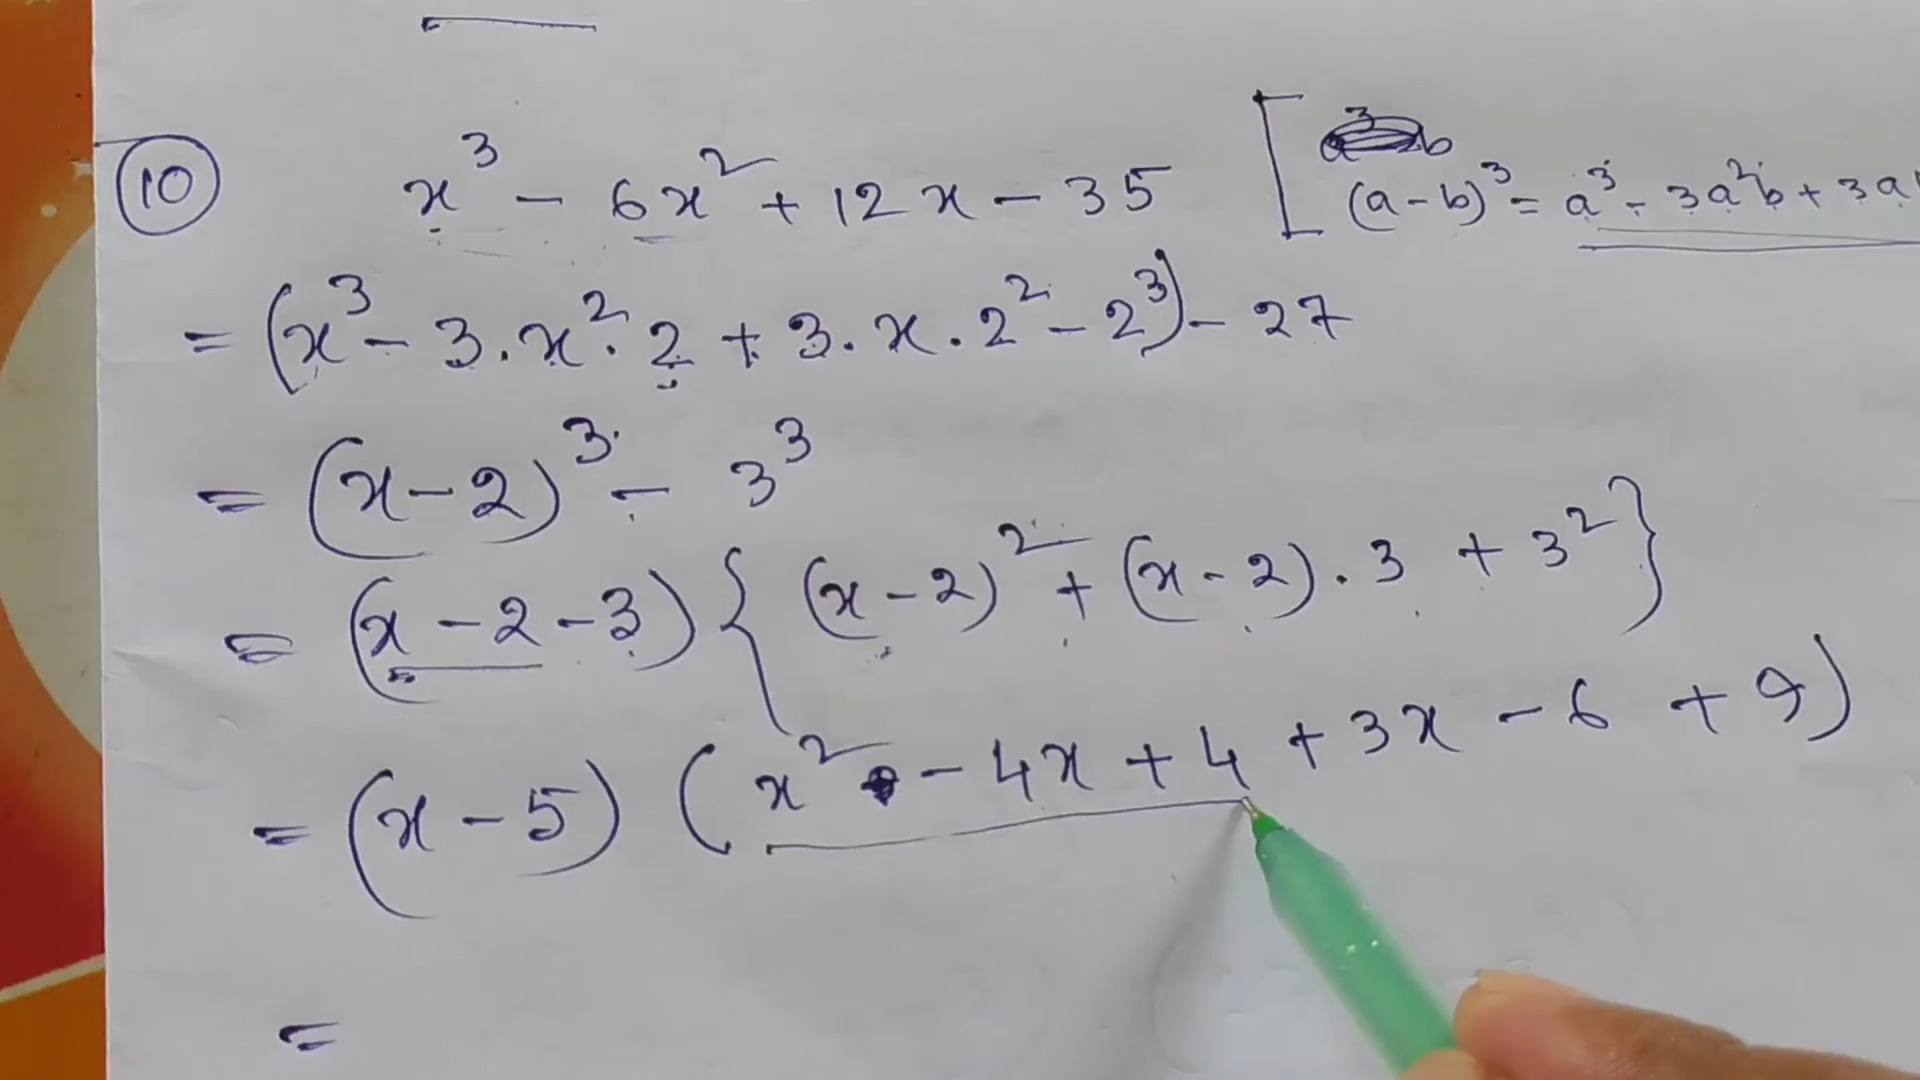 (10) x³ - 6x² + 12x - 35 [ (a-b)³ = a³ - 3a²b + 3a
= (x³ - 3.x².2 + 3.x.2² - 2³) - 27
= (x-2)³ - 3³
= (x-2-3) { (x-2)² + (x-2).3 + 3² }
= (x-5) (x² - 4x + 4 + 3x - 6 + 9)
=